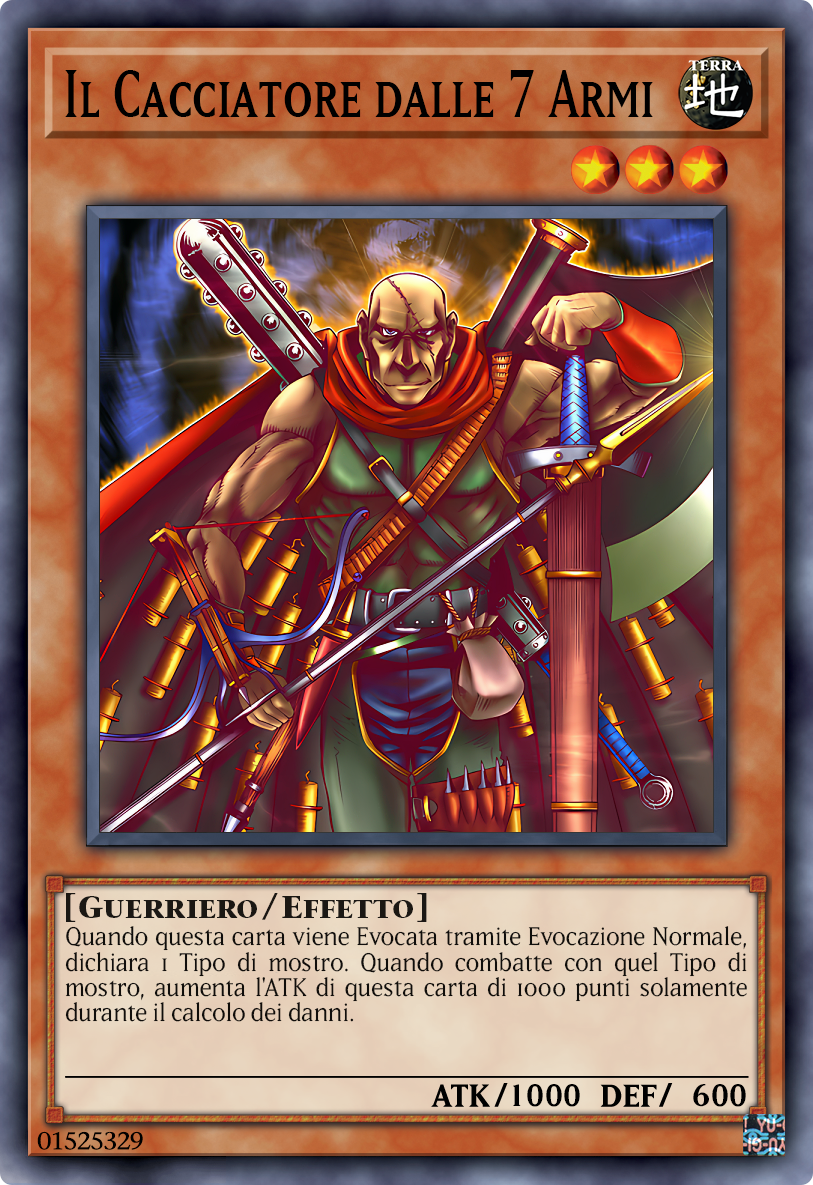 Il Cacciatore dalle 7 Armi
TERRA
地
[Guerriero/Effetto]
Quando questa carta viene Evocata tramite Evocazione Normale,
dichiara 1 Tipo di mostro. Quando combatte con quel Tipo di
mostro, aumenta l'ATK di questa carta di 1000 punti solamente
durante il calcolo dei danni.
ATK/1000 DEF/ 600
01525329